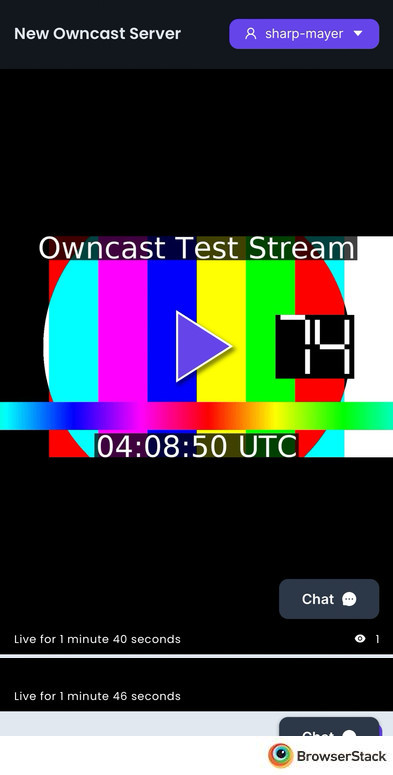 New Owncast Server
sharp-mayer
Owncast Test Stream
74
04:08:50 UTC
Chat
Live for 1 minute 40 seconds
1
Live for 1 minute 46 seconds
Chat
BrowserStack